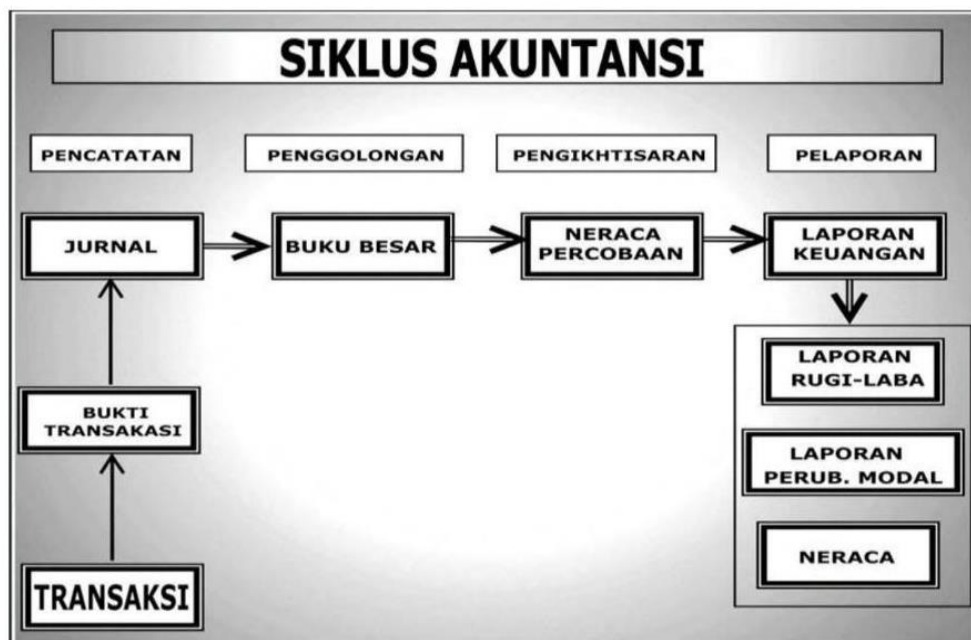 SIKLUS AKUNTANSI
PENCATATAN
PENGGOLONGAN
PENGIKHTISARAN
PELAPORAN
JURNAL
BUKU BESAR
NERACA
PERCOBAAN
LAPORAN
KEUANGAN
LAPORAN
RUGI-LABA
BUKTI
TRANSAKASI
LAPORAN
PERUB. MODAL
NERACA
TRANSAKSI